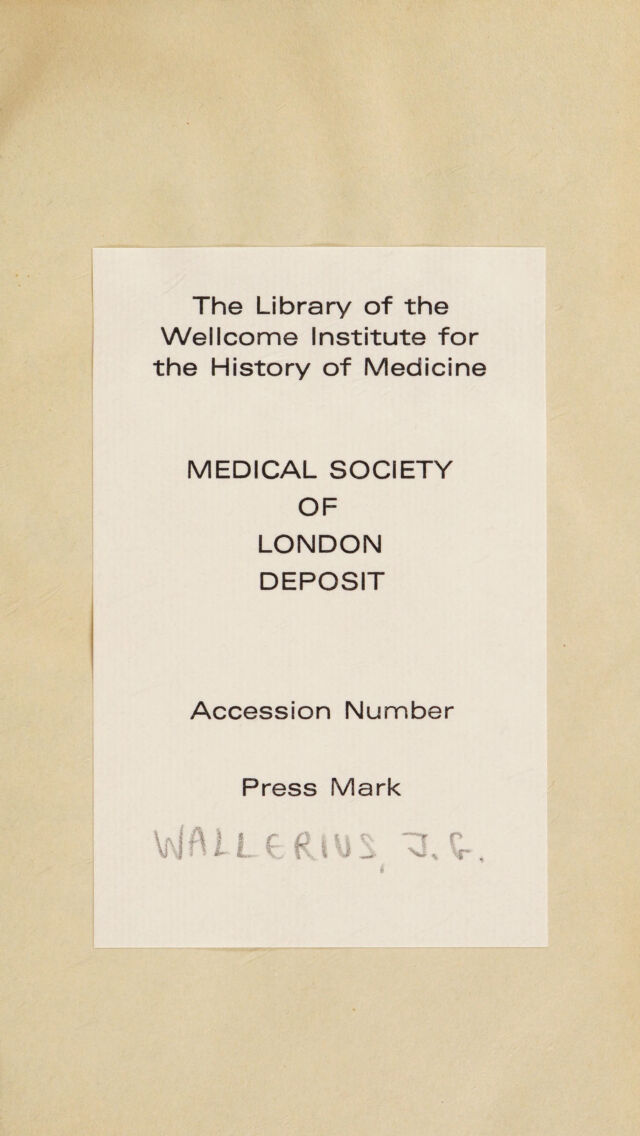 The Library of the
Wellcome Institute for
the History of Medicine
MEDICAL SOCIETY
OF
LONDON
DEPOSIT
Accession Number
Press Mark
WALLERIUS, J.G.